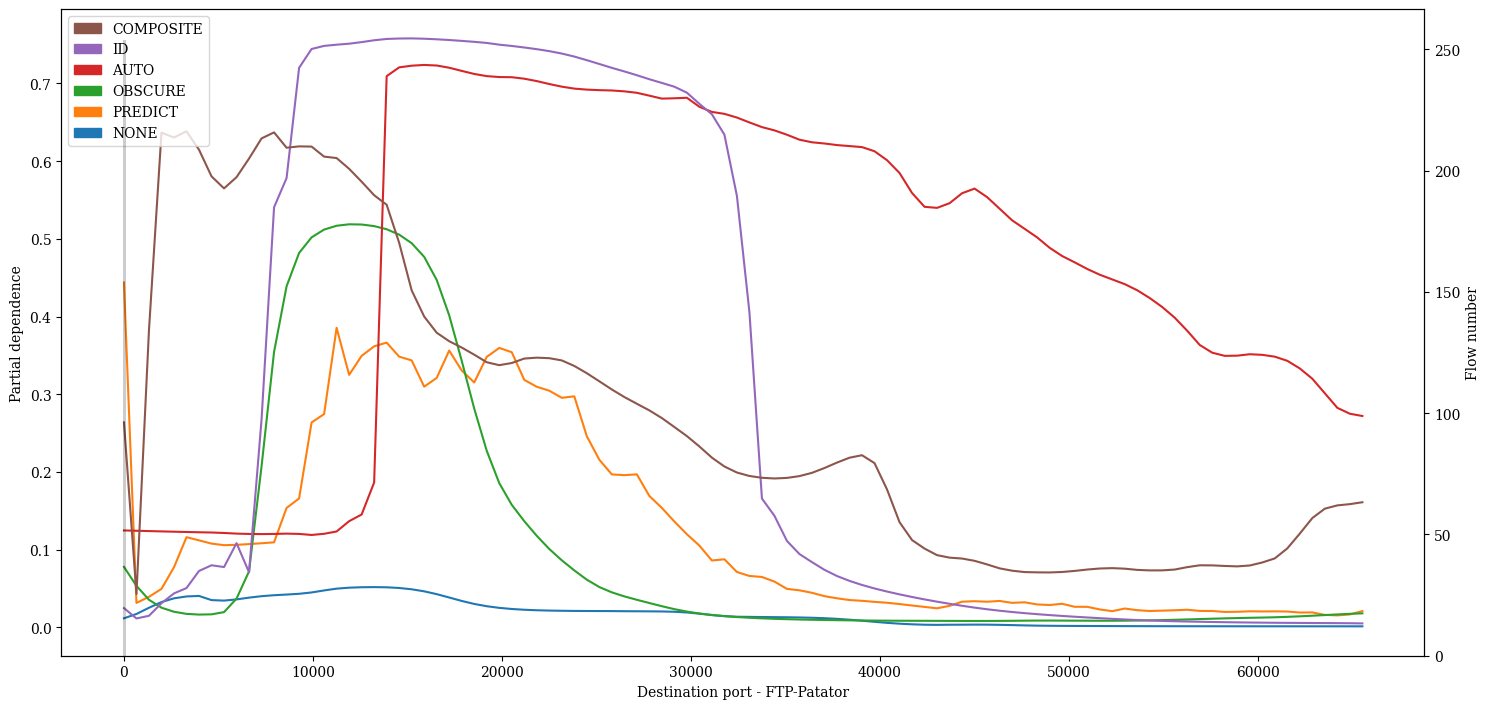 COMPOSITE
ID
AUTO
OBSCURE
PREDICT
NONE
Partial dependence
0.7
0.6
0.5
0.4
0.3
0.2
0.1
0.0
250
200
150
100
50
0
Flow number
0 10000 20000 30000 40000 50000 60000
Destination port - FTP-Patator